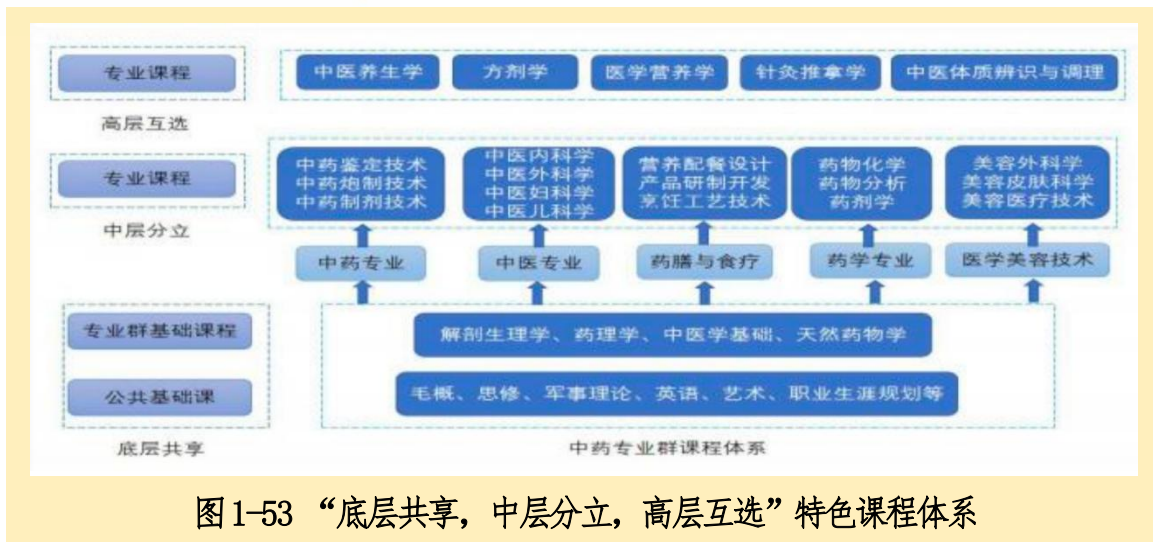 专业课程
中医养生学
方剂学
医学营养学
针灸推拿学
中医体质辨识与调理
高层互选
专业课程
中药鉴定技术
中药炮制技术
中药制剂技术
中医内科学
中医外科学
中医妇科学
中医儿科学
营养配餐设计
产品研制开发
烹饪工艺技术
药物化学
药物分析
药剂学
美容外科学
美容皮肤科学
美容医疗技术
中层分立
中药专业
中医专业
药膳与食疗
药学专业
医学美容技术
专业群基础课程
解剖生理学、药理学、中医学基础、天然药物学
公共基础课
毛概、思修、军事理论、英语、艺术、职业生涯规划等
底层共享
中药专业群课程体系
图1-53 “底层共享，中层分立，高层互选”特色课程体系